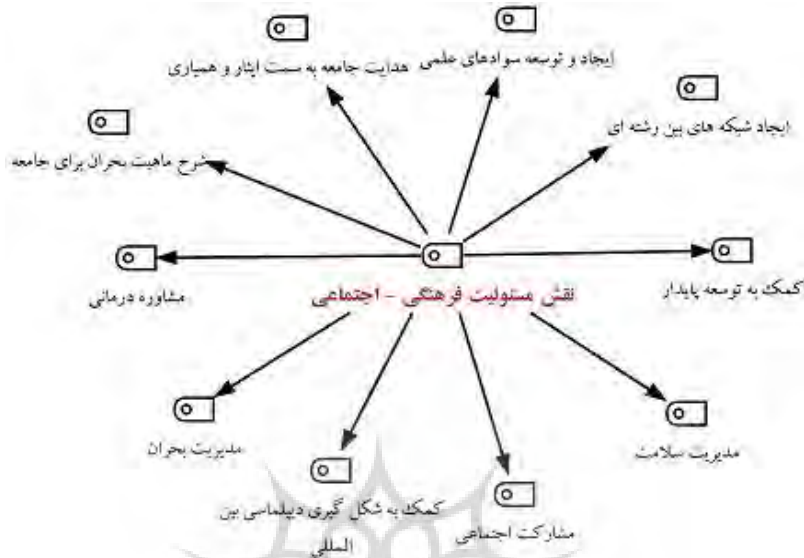 ایجاد و توسعه سوادهای علمی
هدایت جامعه به سمت ایثار و همیاری
ایجاد شبکه های بین رشته ای
شرح ماهیت بحران برای جامعه
نقش مسئولیت فرهنگی - اجتماعی
کمک به توسعه پایدار
مشاوره درمانی
مدیریت بحران
مدیریت سلامت
کمک به شکل گیری دیپلماسی بین
المللی
مشارکت اجتماعی